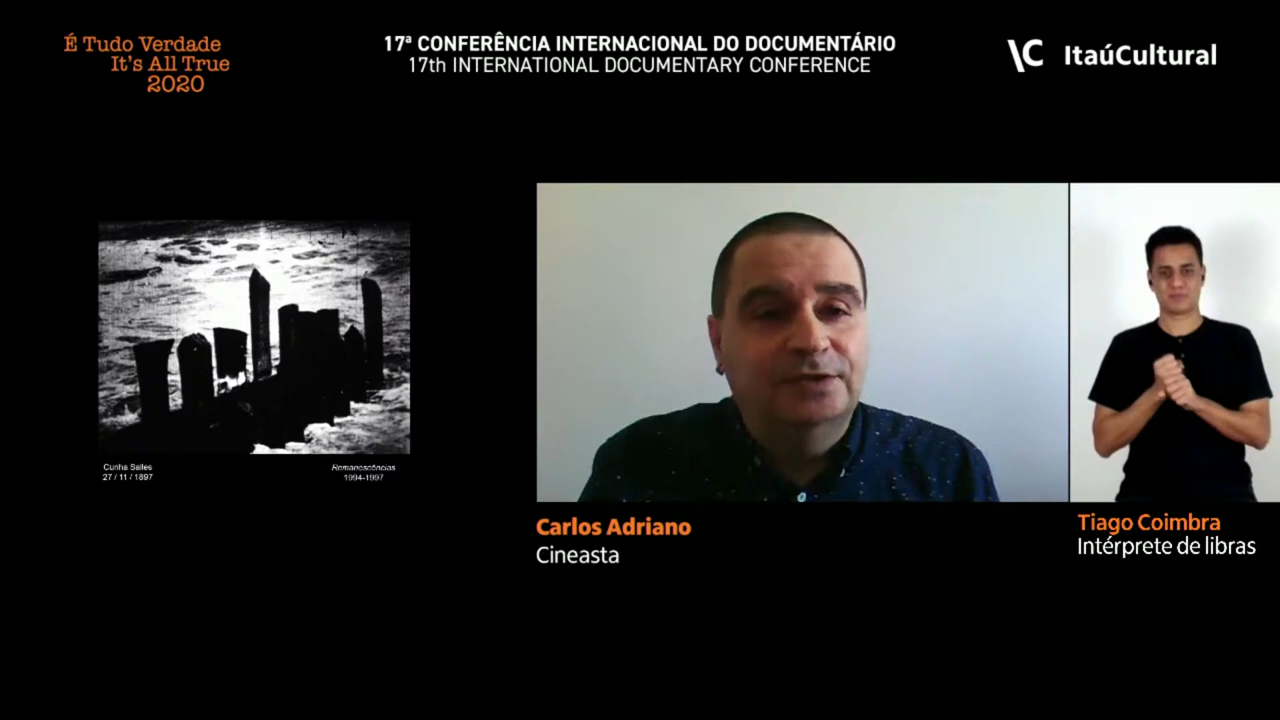 É Tudo Verdade
It's All True
2020
17ª CONFERÊNCIA INTERNACIONAL DO DOCUMENTÁRIO
17th INTERNATIONAL DOCUMENTARY CONFERENCE
\C ItaúCultural
Cunha Salles
27 / 11 / 1897
Romanescências
1994-1997
Carlos Adriano
Cineasta
Tiago Coimbra
Intérprete de libras